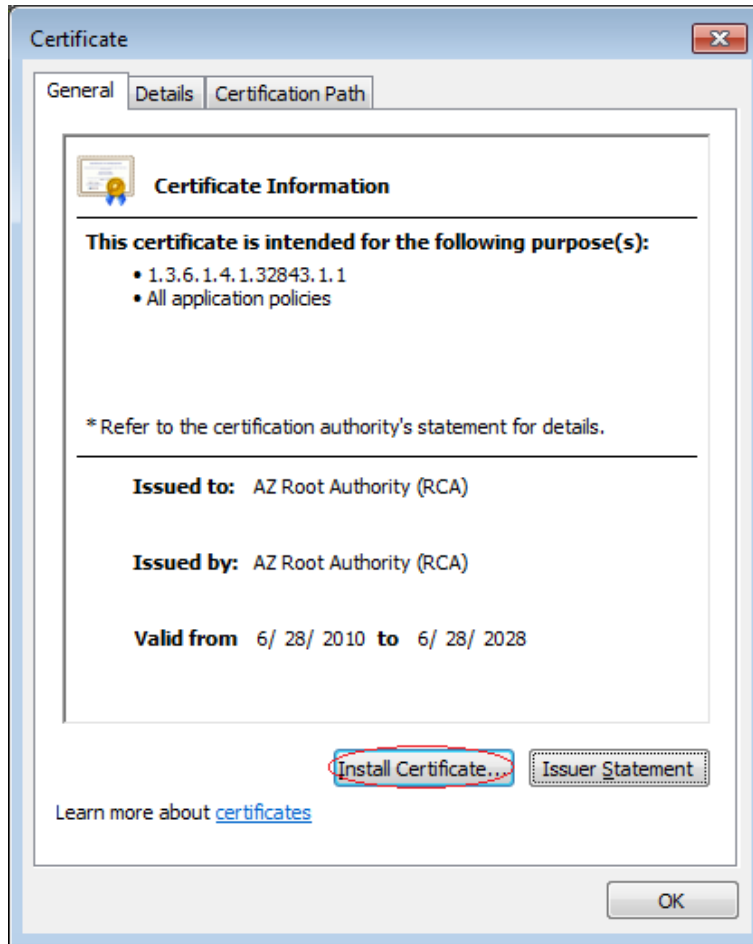 Certificate
General Details Certification Path
Certificate Information
This certificate is intended for the following purpose(s):
• 1.3.6.1.4.1.32843.1.1
• All application policies
* Refer to the certification authority's statement for details.
Issued to: AZ Root Authority (RCA)
Issued by: AZ Root Authority (RCA)
Valid from 6/ 28/ 2010 to 6/ 28/ 2028
Install Certificate... Issuer Statement
Learn more about certificates
OK